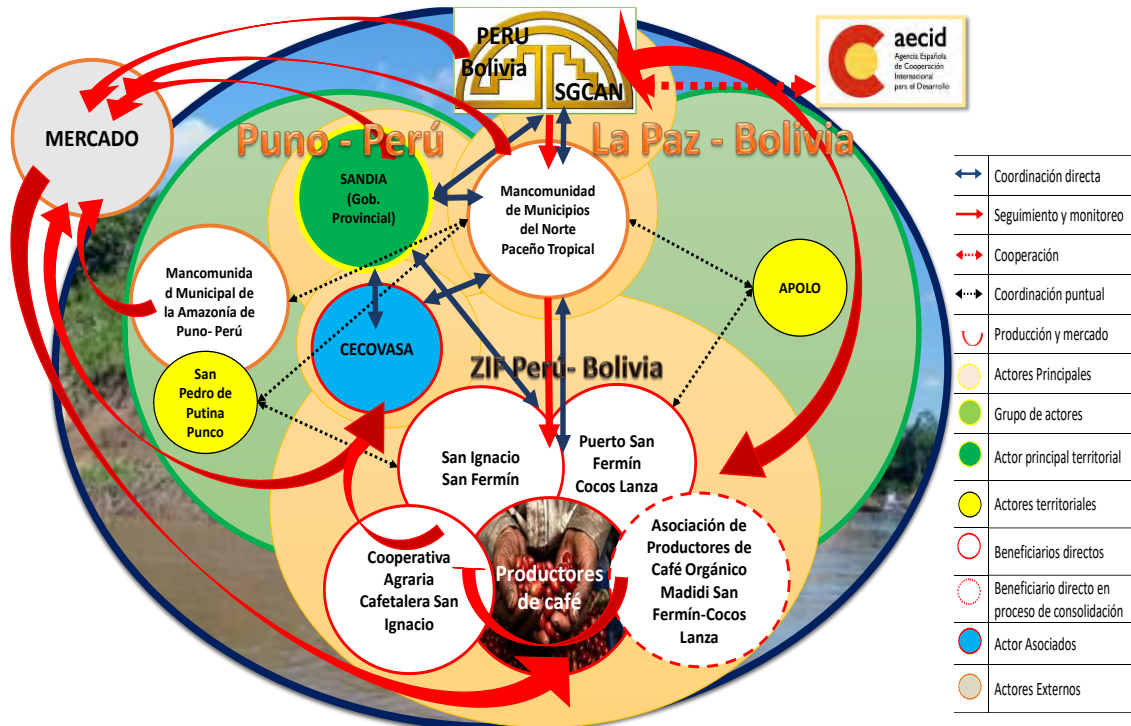 PERU
Bolivia
SGCAN
aecid
Agencia Española
de Cooperación
Internacional
para el Desarrollo
MERCADO
Puno - Perú
La Paz - Bolivia
SANDIA
(Gob.
Provincial)
Mancomunidad
de Municipios
del Norte
Paceño Tropical
Mancomunida
d Municipal de
la Amazonía de
Puno- Perú
APOLO
CECOVASA
San
Pedro de
Putina
Punco
ZIF Perú- Bolivia
San Ignacio
San Fermín
Puerto San
Fermín
Cocos Lanza
Cooperativa
Agraria
Cafetalera San
Ignacio
Productores
de café
Asociación de
Productores de
Café Orgánico
Madidi San
Fermín-Cocos
Lanza
Coordinación directa
Seguimiento y monitoreo
Cooperación
Coordinación puntual
Producción y mercado
Actores Principales
Grupo de actores
Actor principal territorial
Actores territoriales
Beneficiarios directos
Beneficiario directo en
proceso de consolidación
Actor Asociados
Actores Externos